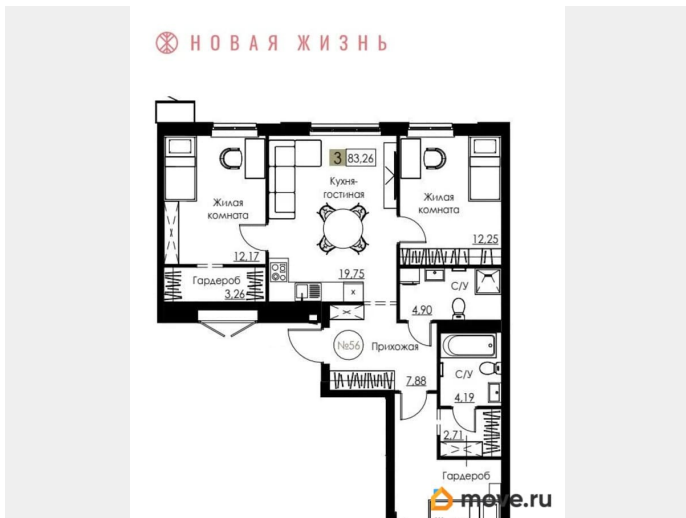 НОВАЯ ЖИЗНЬ
3 83,26
Кухня-
гостиная
Жилая
комната
Жилая
комната
12.17
12.25
19.75
Гардероб
3.26
С/У
4.90
№56
Прихожая
7.88
С/У
4.19
2.71
Гардероб
move.ru